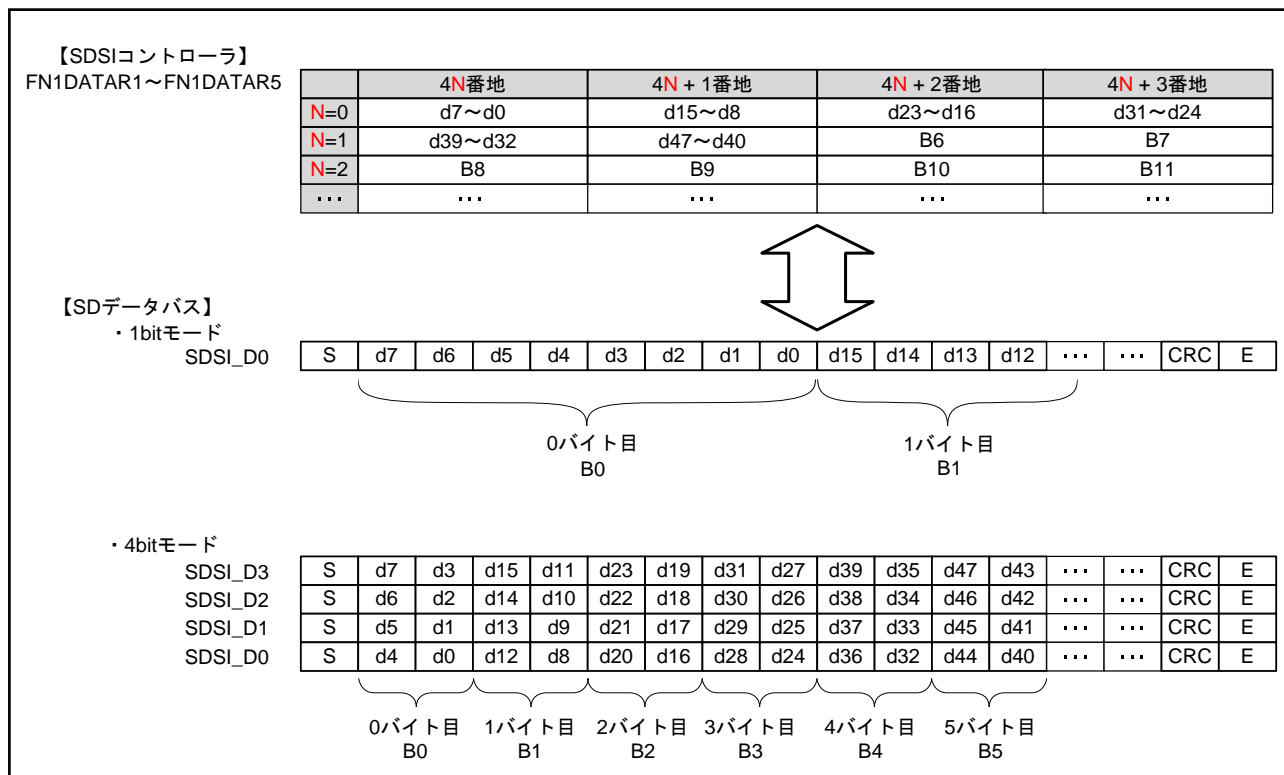 【SDSIコントローラ】
FN1DATAR1～FN1DATAR5
4N番地 4N + 1番地 4N + 2番地 4N + 3番地
N=0 d7～d0 d15～d8 d23～d16 d31～d24
N=1 d39～d32 d47～d40 B6 B7
N=2 B8 B9 B10 B11
… … … … …
【SDデータバス】
・1bitモード
SDSI_D0 S d7 d6 d5 d4 d3 d2 d1 d0 d15 d14 d13 d12 … … CRC E
0バイト目 1バイト目
B0 B1
・4bitモード
SDSI_D3 S d7 d3 d15 d11 d23 d19 d31 d27 d39 d35 d47 d43 … … CRC E
SDSI_D2 S d6 d2 d14 d10 d22 d18 d30 d26 d38 d34 d46 d42 … … CRC E
SDSI_D1 S d5 d1 d13 d9 d21 d17 d29 d25 d37 d33 d45 d41 … … CRC E
SDSI_D0 S d4 d0 d12 d8 d20 d16 d28 d24 d36 d32 d44 d40 … … CRC E
0バイト目 1バイト目 2バイト目 3バイト目 4バイト目 5バイト目
B0 B1 B2 B3 B4 B5